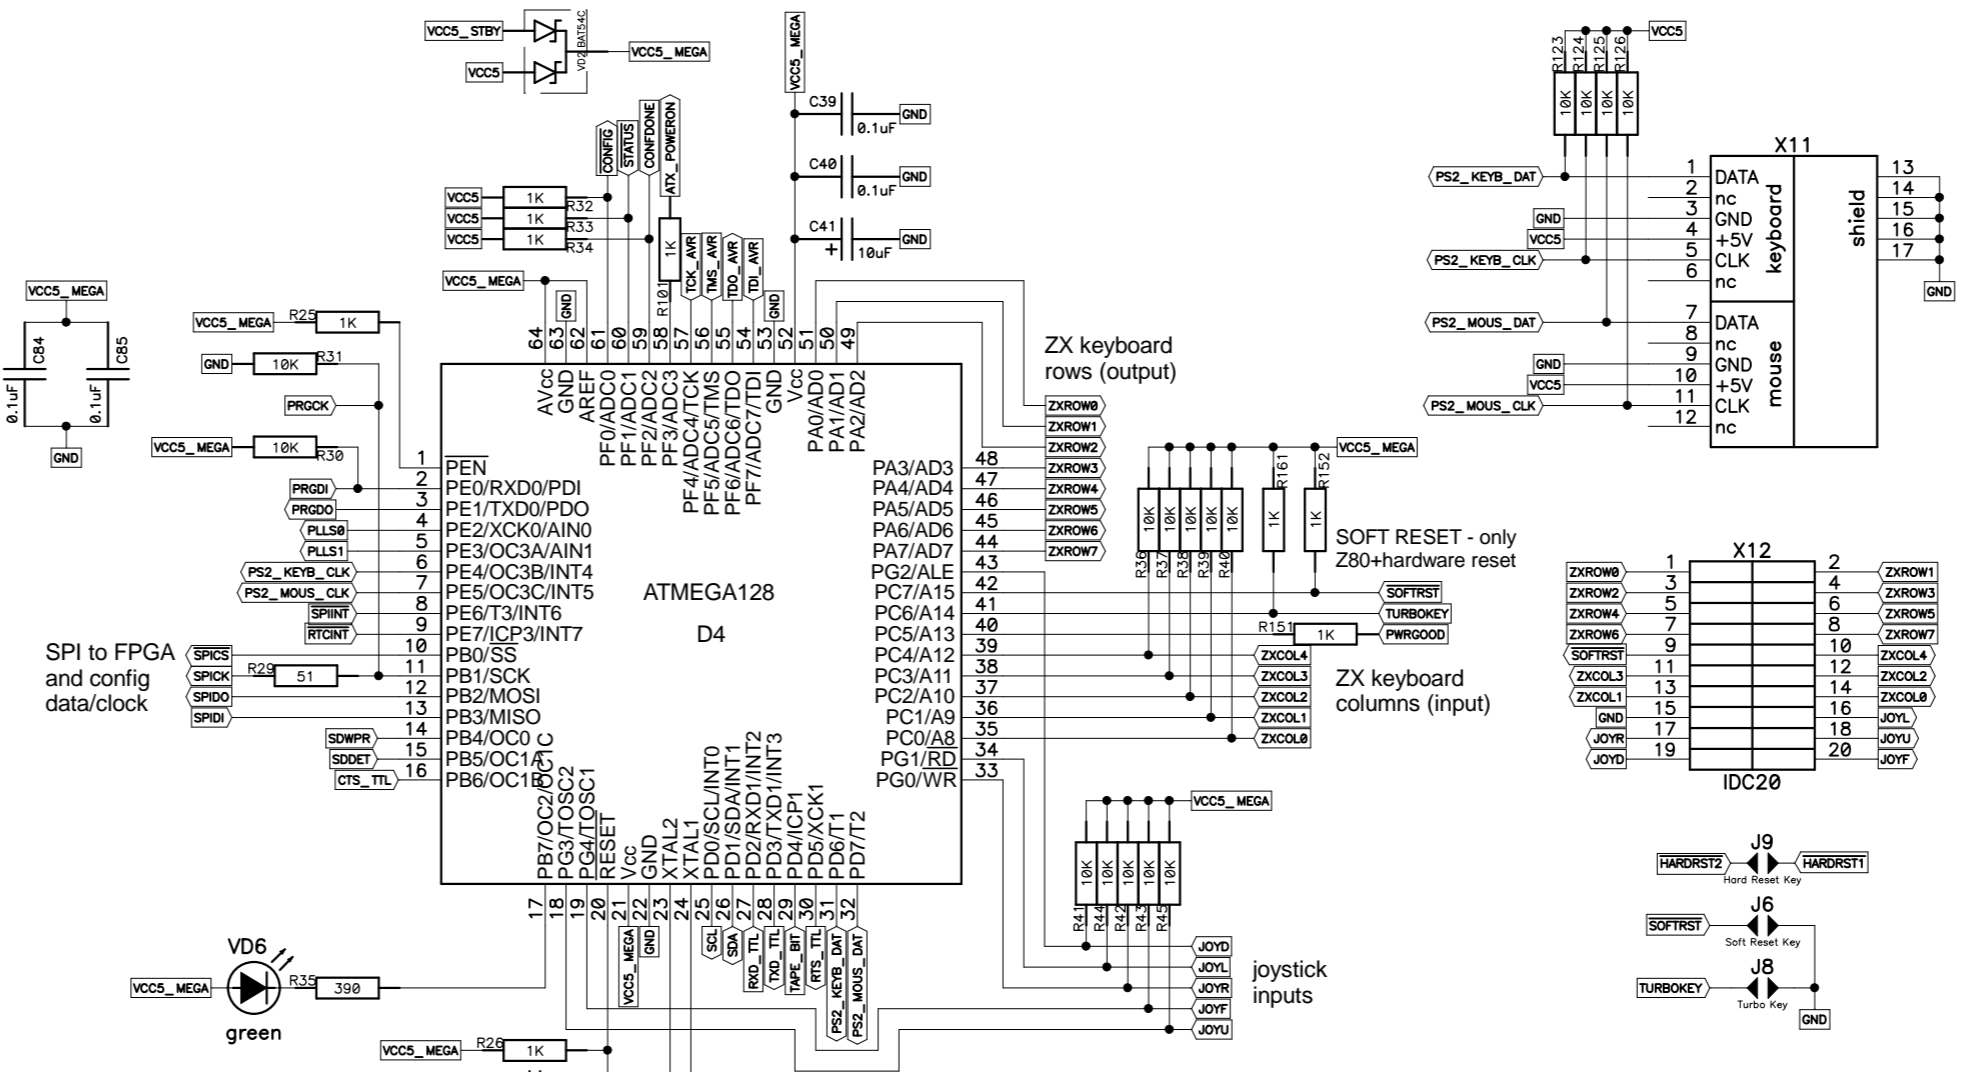 VCC5_STBY
VCC5
VD2 BAT54C
VCC5_MEGA
VCC5_MEGA
C39
0.1uF
GND
C40
0.1uF
GND
C41
+
10uF
GND
CONFIG
STATUS
CONFDONE
ATX_POWERON
VCC5 1K R32
VCC5 1K R33
VCC5 1K R34
1K R101
TCK_AVR
TMS_AVR
TDO_AVR
TDI_AVR
GND
VCC5_MEGA
GND
VCC5_MEGA
C84 0.1uF
C85 0.1uF
GND
VCC5_MEGA R25 1K
GND 10K R31
PRGCK
VCC5_MEGA 10K R30
PRGDI
PRGDO
PLLS0
PLLS1
PS2_KEYB_CLK
PS2_MOUS_CLK
SPIINT
RTCINT
SPI to FPGA
and config
data/clock
SPICS
SPICK R29 51
SPIDO
SPIDI
SDWPR
SDDET
CTS_TTL
64 AVcc
63 GND
62 AREF
61 PF0/ADC0
60 PF1/ADC1
59 PF2/ADC2
58 PF3/ADC3
57 PF4/ADC4/TCK
56 PF5/ADC5/TMS
55 PF6/ADC6/TDO
54 PF7/ADC7/TDI
53 GND
52 Vcc
51 PA0/AD0
50 PA1/AD1
49 PA2/AD2
1 PEN
2 PE0/RXD0/PDI
3 PE1/TXD0/PDO
4 PE2/XCK0/AIN0
5 PE3/OC3A/AIN1
6 PE4/OC3B/INT4
7 PE5/OC3C/INT5
8 PE6/T3/INT6
9 PE7/ICP3/INT7
10 PB0/SS
11 PB1/SCK
12 PB2/MOSI
13 PB3/MISO
14 PB4/OC0
15 PB5/OC1A
16 PB6/OC1B
ATMEGA128
D4
PA3/AD3 48
PA4/AD4 47
PA5/AD5 46
PA6/AD6 45
PA7/AD7 44
PG2/ALE 43
PC7/A15 42
PC6/A14 41
PC5/A13 40
PC4/A12 39
PC3/A11 38
PC2/A10 37
PC1/A9 36
PC0/A8 35
PG1/RD 34
PG0/WR 33
PB7/OC2/OC1C 17
PG3/TOSC2 18
PG4/TOSC1 19
RESET 20
Vcc 21
GND 22
XTAL2 23
XTAL1 24
PD0/SCL/INT0 25
PD1/SDA/INT1 26
PD2/RXD1/INT2 27
PD3/TXD1/INT3 28
PD4/ICP1 29
PD5/XCK1 30
PD6/T1 31
PD7/T2 32
VCC5_MEGA
GND
SCL
SDA
RXD_TTL
TXD_TTL
TAPE_BIT
RTS_TTL
PS2_KEYB_DAT
PS2_MOUS_DAT
VD6
VCC5_MEGA R35 390
green
VCC5_MEGA R26 1K
ZX keyboard
rows (output)
ZXROW0
ZXROW1
ZXROW2
ZXROW3
ZXROW4
ZXROW5
ZXROW6
ZXROW7
VCC5_MEGA
10K 10K 10K 10K 10K 1K 1K
R36 R37 R38 R39 R40 R161 R152
SOFT RESET - only
Z80+hardware reset
SOFTRST
TURBOKEY
R151 1K PWRGOOD
ZXCOL4
ZXCOL3
ZXCOL2
ZXCOL1
ZXCOL0
ZX keyboard
columns (input)
VCC5_MEGA
10K 10K 10K 10K 10K
R41 R44 R42 R43 R45
JOYD
JOYL
JOYR
JOYF
JOYU
joystick
inputs
R123 R124 R125 R126
VCC5
10K 10K 10K 10K
X11
PS2_KEYB_DAT 1 DATA
2 nc
GND 3 GND
VCC5 4 +5V
PS2_KEYB_CLK 5 CLK
6 nc
keyboard
PS2_MOUS_DAT 7 DATA
8 nc
GND 9 GND
VCC5 10 +5V
PS2_MOUS_CLK 11 CLK
12 nc
mouse
shield
13
14
15
16
17
GND
X12
ZXROW0 1 2 ZXROW1
ZXROW2 3 4 ZXROW3
ZXROW4 5 6 ZXROW5
ZXROW6 7 8 ZXROW7
SOFTRST 9 10 ZXCOL4
ZXCOL3 11 12 ZXCOL2
ZXCOL1 13 14 ZXCOL0
GND 15 16 JOYL
JOYR 17 18 JOYU
JOYD 19 20 JOYF
IDC20
J9
HARDRST2 HARDRST1
Hard Reset Key
J6
SOFTRST
Soft Reset Key
J8
TURBOKEY
Turbo Key
GND